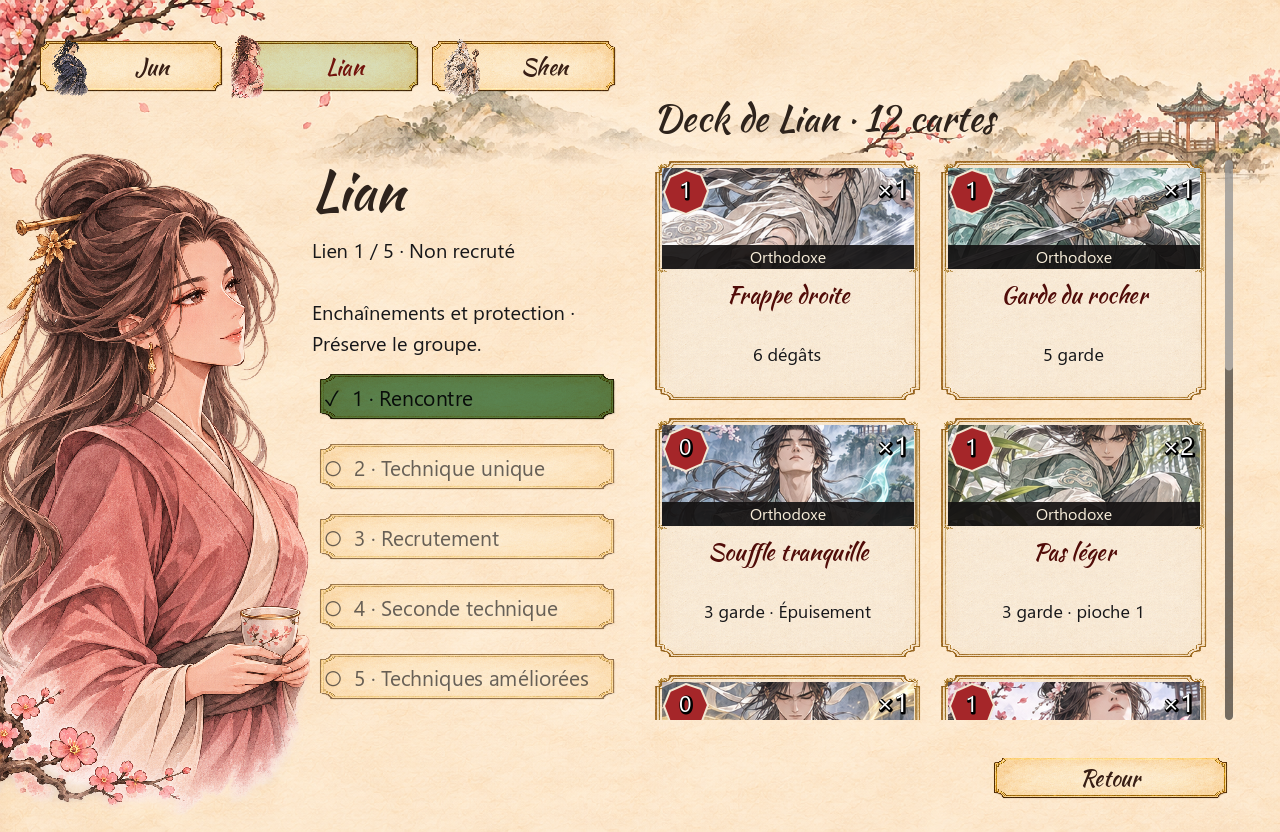 Jun
Lian
Shen
Deck de Lian · 12 cartes
Lian
Lien 1 / 5 · Non recruté
Enchaînements et protection ·
Préserve le groupe.
✓ 1 · Rencontre
2 · Technique unique
3 · Recrutement
4 · Seconde technique
5 · Techniques améliorées
1 ×1
Orthodoxe
Frappe droite
6 dégâts
1 ×1
Orthodoxe
Garde du rocher
5 garde
0 ×1
Orthodoxe
Souffle tranquille
3 garde · Épuisement
1 ×2
Orthodoxe
Pas léger
3 garde · pioche 1
0 ×1
1 ×1
Retour